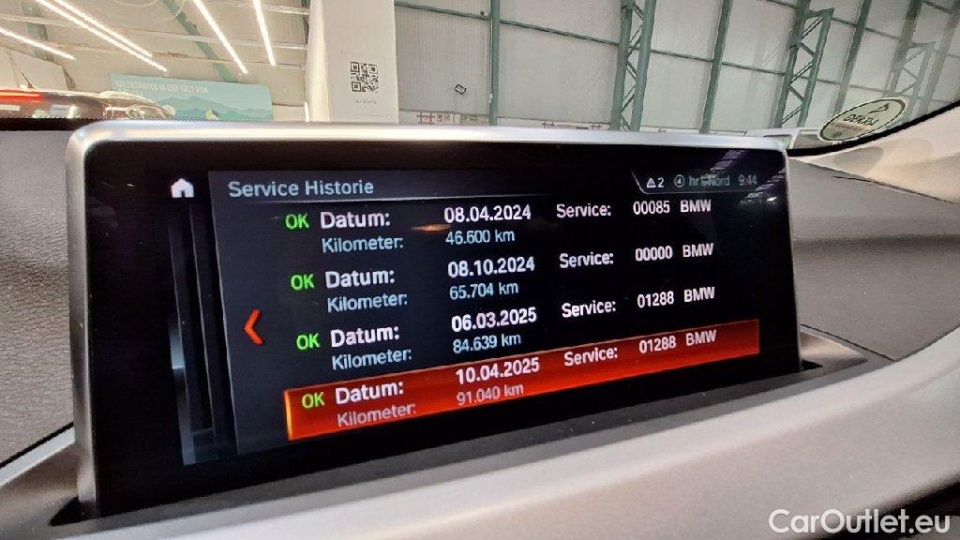 Service Histerie
2
9:44
OK Datum: 08.04.2024 Service: 00085 BMW
Kilometer: 46.600 km
OK Datum: 08.10.2024 Service: 00000 BMW
Kilometer: 65.704 km
OK Datum: 06.03.2025 Service: 01288 BMW
Kilometer: 84.639 km
OK Datum: 10.04.2025 Service: 01288 BMW
Kilometer: 91.040 km
CarOutlet.eu